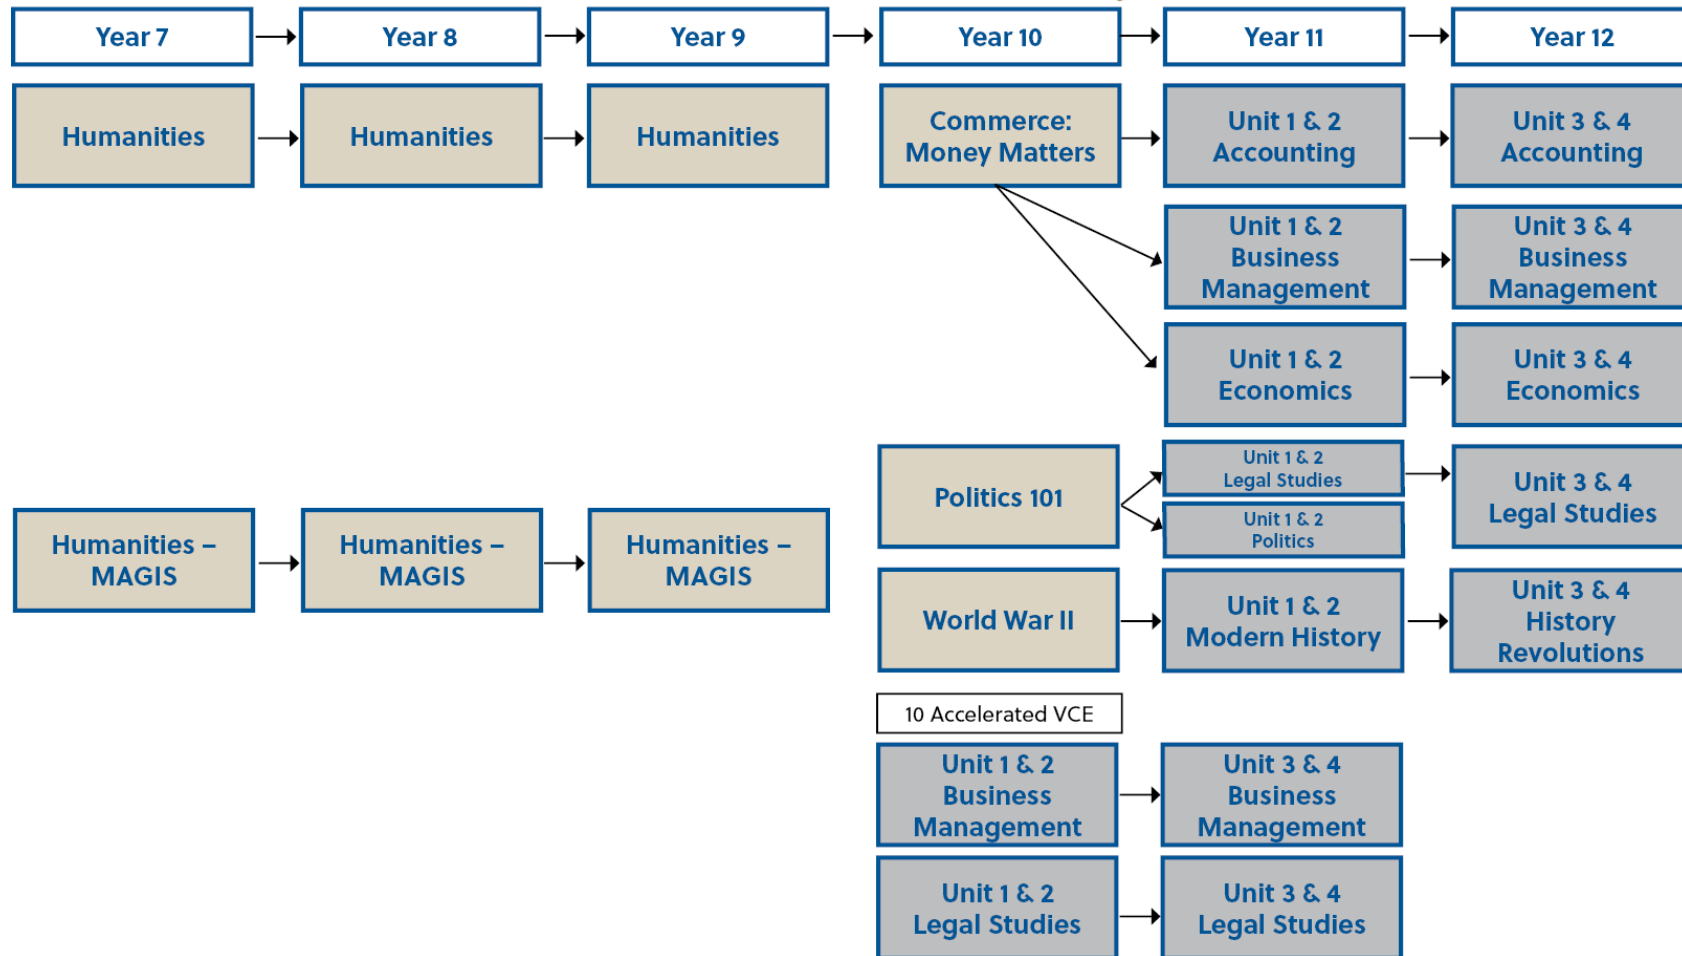 Year 7
Year 8
Year 9
Year 10
Year 11
Year 12
Humanities
Humanities
Humanities
Commerce:
Money Matters
Unit 1 & 2
Accounting
Unit 3 & 4
Accounting
Unit 1 & 2
Business
Management
Unit 3 & 4
Business
Management
Unit 1 & 2
Economics
Unit 3 & 4
Economics
Humanities –
MAGIS
Humanities –
MAGIS
Humanities –
MAGIS
Politics 101
Unit 1 & 2
Legal Studies
Unit 1 & 2
Politics
Unit 3 & 4
Legal Studies
World War II
Unit 1 & 2
Modern History
Unit 3 & 4
History
Revolutions
10 Accelerated VCE
Unit 1 & 2
Business
Management
Unit 3 & 4
Business
Management
Unit 1 & 2
Legal Studies
Unit 3 & 4
Legal Studies